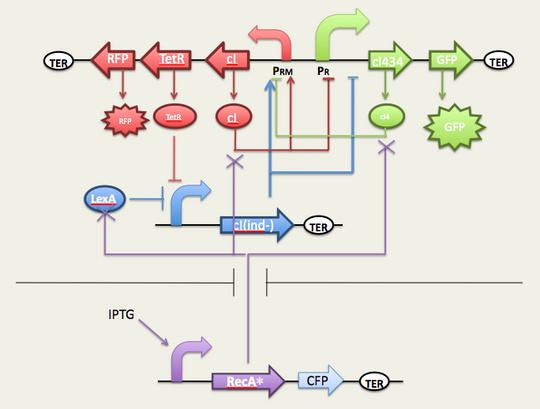 TER RFP TetR cI PRM PR cI434 GFP TER
RFP TetR cI cI4 GFP
LexA
cI(ind-) TER
IPTG
RecA* CFP TER